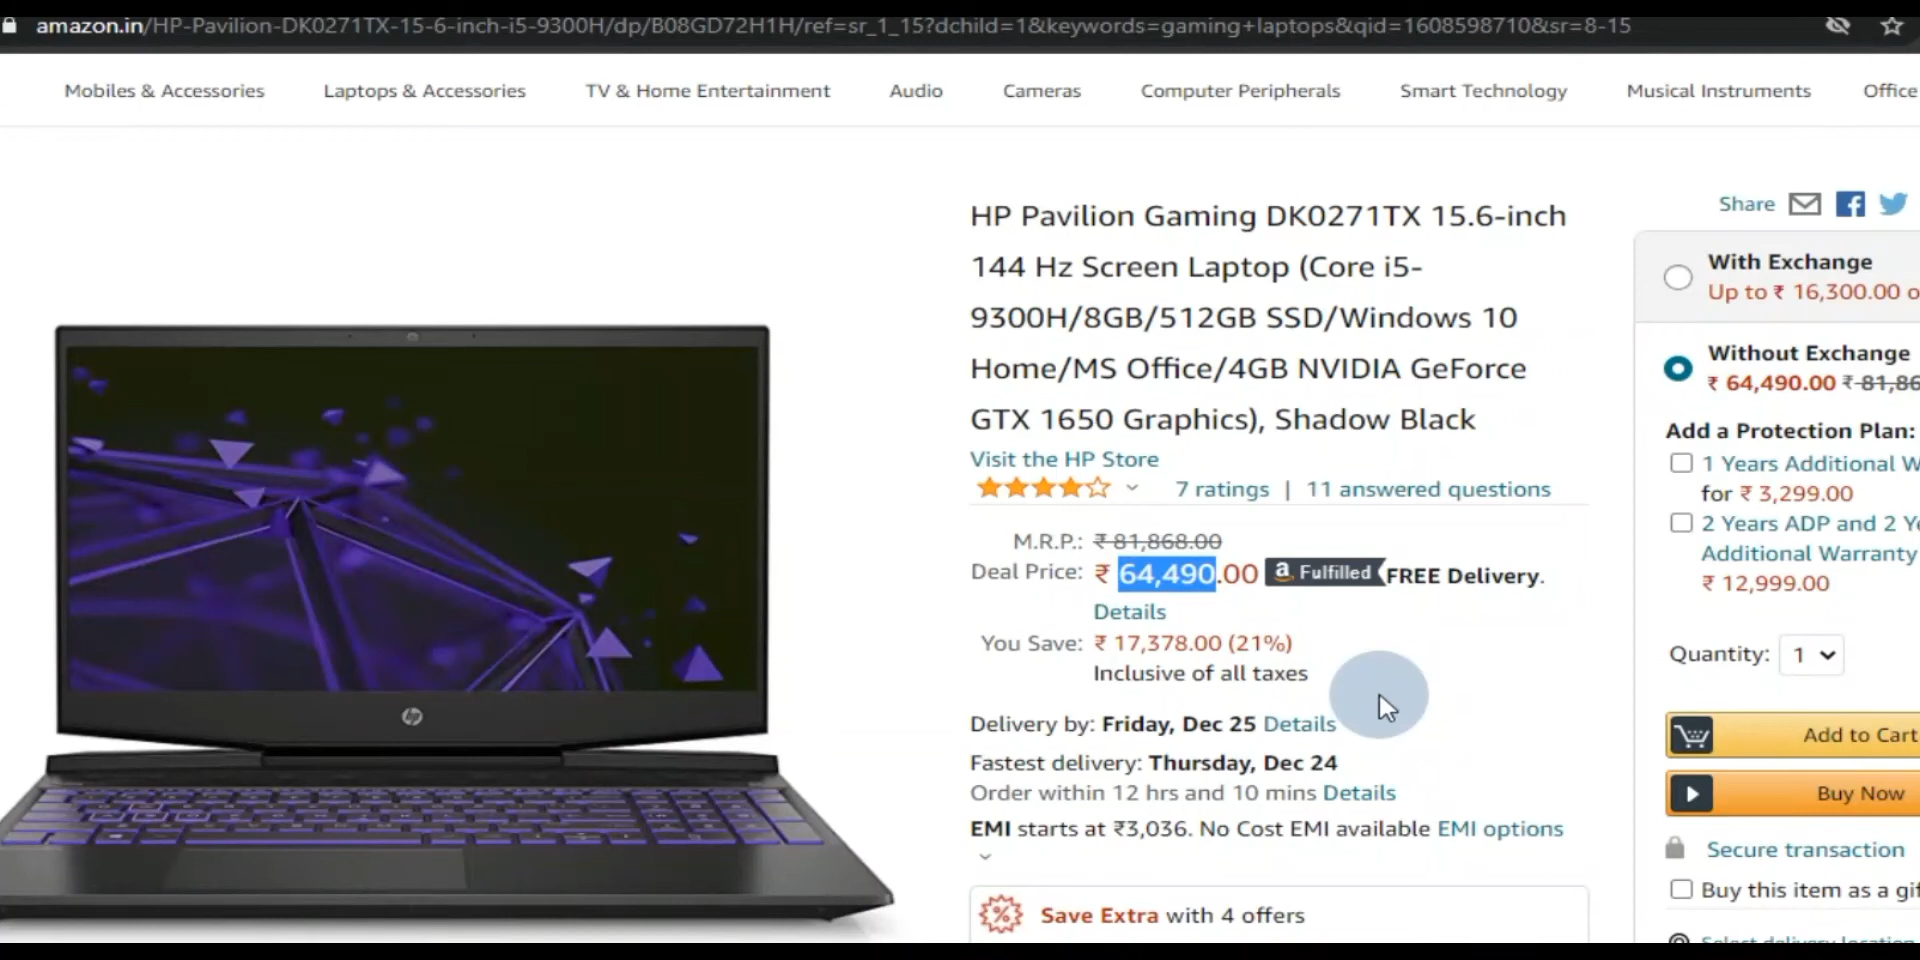 amazon.in/HP-Pavilion-DK0271TX-15-6-inch-i5-9300H/dp/B08GD72H1H/ref=sr_1_15?dchild=1&keywords=gaming+laptops&qid=1608598710&sr=8-15
Mobiles & Accessories Laptops & Accessories TV & Home Entertainment Audio Cameras Computer Peripherals Smart Technology Musical Instruments Office
HP Pavilion Gaming DK0271TX 15.6-inch
144 Hz Screen Laptop (Core i5-
9300H/8GB/512GB SSD/Windows 10
Home/MS Office/4GB NVIDIA GeForce
GTX 1650 Graphics), Shadow Black
Visit the HP Store
7 ratings | 11 answered questions
M.R.P.: ₹ 81,868.00
Deal Price: ₹ 64,490.00 a Fulfilled FREE Delivery.
Details
You Save: ₹ 17,378.00 (21%)
Inclusive of all taxes
Delivery by: Friday, Dec 25 Details
Fastest delivery: Thursday, Dec 24
Order within 12 hrs and 10 mins Details
EMI starts at ₹3,036. No Cost EMI available EMI options
Save Extra with 4 offers
hp
Share
With Exchange
Up to ₹ 16,300.00 o
Without Exchange
₹ 64,490.00 ₹ 81,86
Add a Protection Plan:
1 Years Additional W
for ₹ 3,299.00
2 Years ADP and 2 Ye
Additional Warranty
₹ 12,999.00
Quantity: 1
Add to Cart
Buy Now
Secure transaction
Buy this item as a gif
Select delivery location